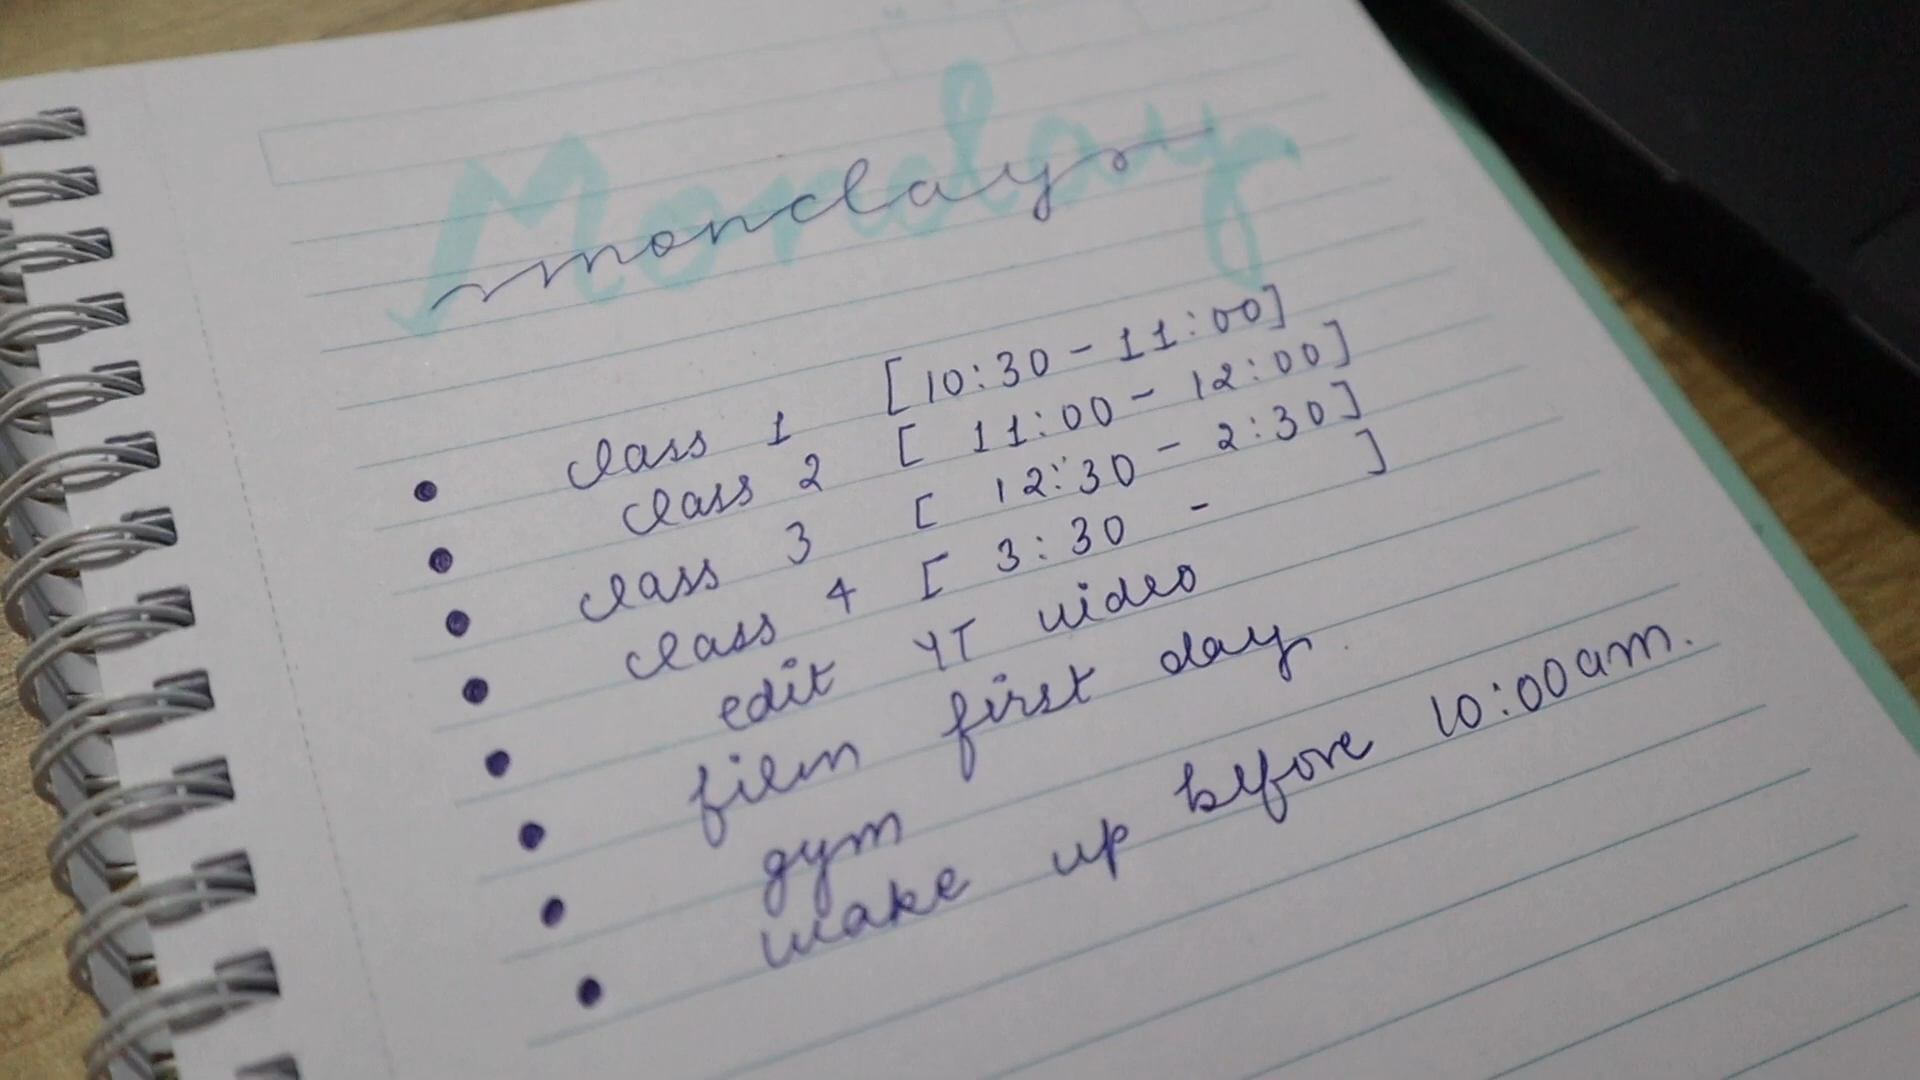 Monday
monday
• class 1 [10:30 - 11:00]
• class 2 [11:00 - 12:00]
• class 3 [12:30 - 2:30]
• class 4 [3:30 - ]
• edit YT video
• film first day.
• gym
• wake up before 10:00am.